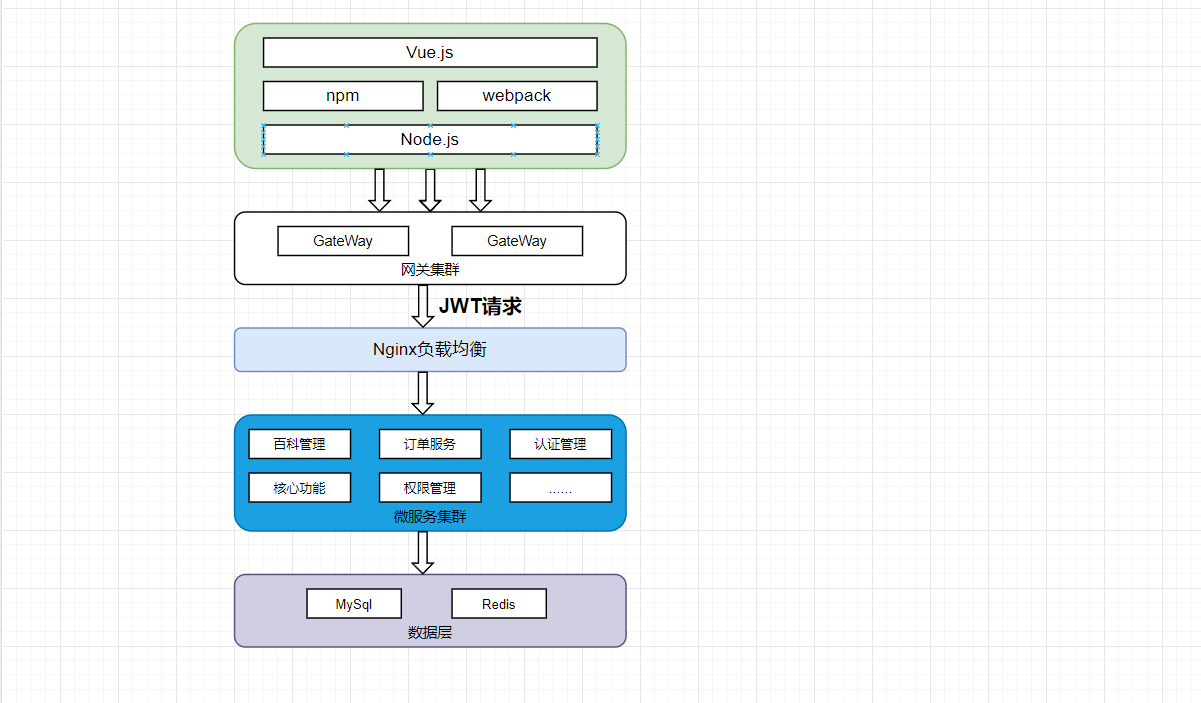 Vue.js
npm
webpack
Node.js
GateWay
GateWay
网关集群
JWT请求
Nginx负载均衡
百科管理
订单服务
认证管理
核心功能
权限管理
......
微服务集群
MySql
Redis
数据层